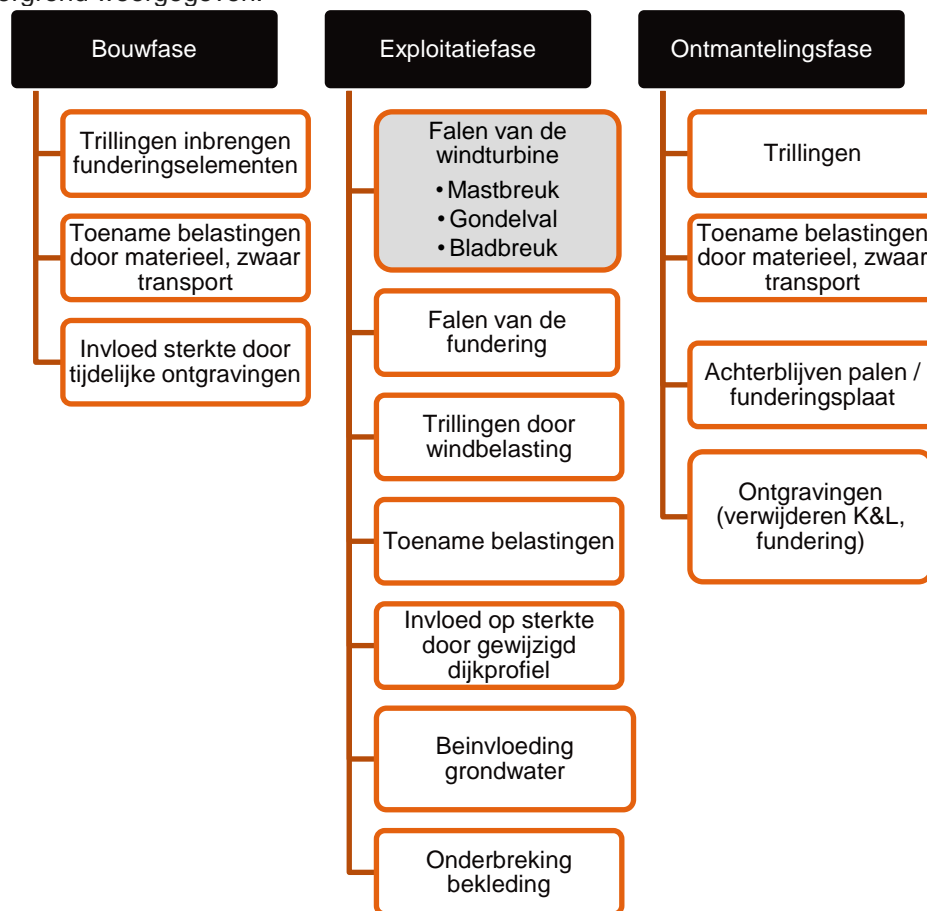 Bouwfase
Trillingen inbrengen
funderingselementen
Toename belastingen
door materieel, zwaar
transport
Invloed sterkte door
tijdelijke ontgravingen
Exploitatiefase
Falen van de
windturbine
• Mastbreuk
• Gondelval
• Bladbreuk
Falen van de
fundering
Trillingen door
windbelasting
Toename belastingen
Invloed op sterkte
door gewijzigd
dijkprofiel
Beinvloeding
grondwater
Onderbreking
bekleding
Ontmantelingsfase
Trillingen
Toename belastingen
door materieel, zwaar
transport
Achterblijven palen /
funderingsplaat
Ontgravingen
(verwijderen K&L,
fundering)